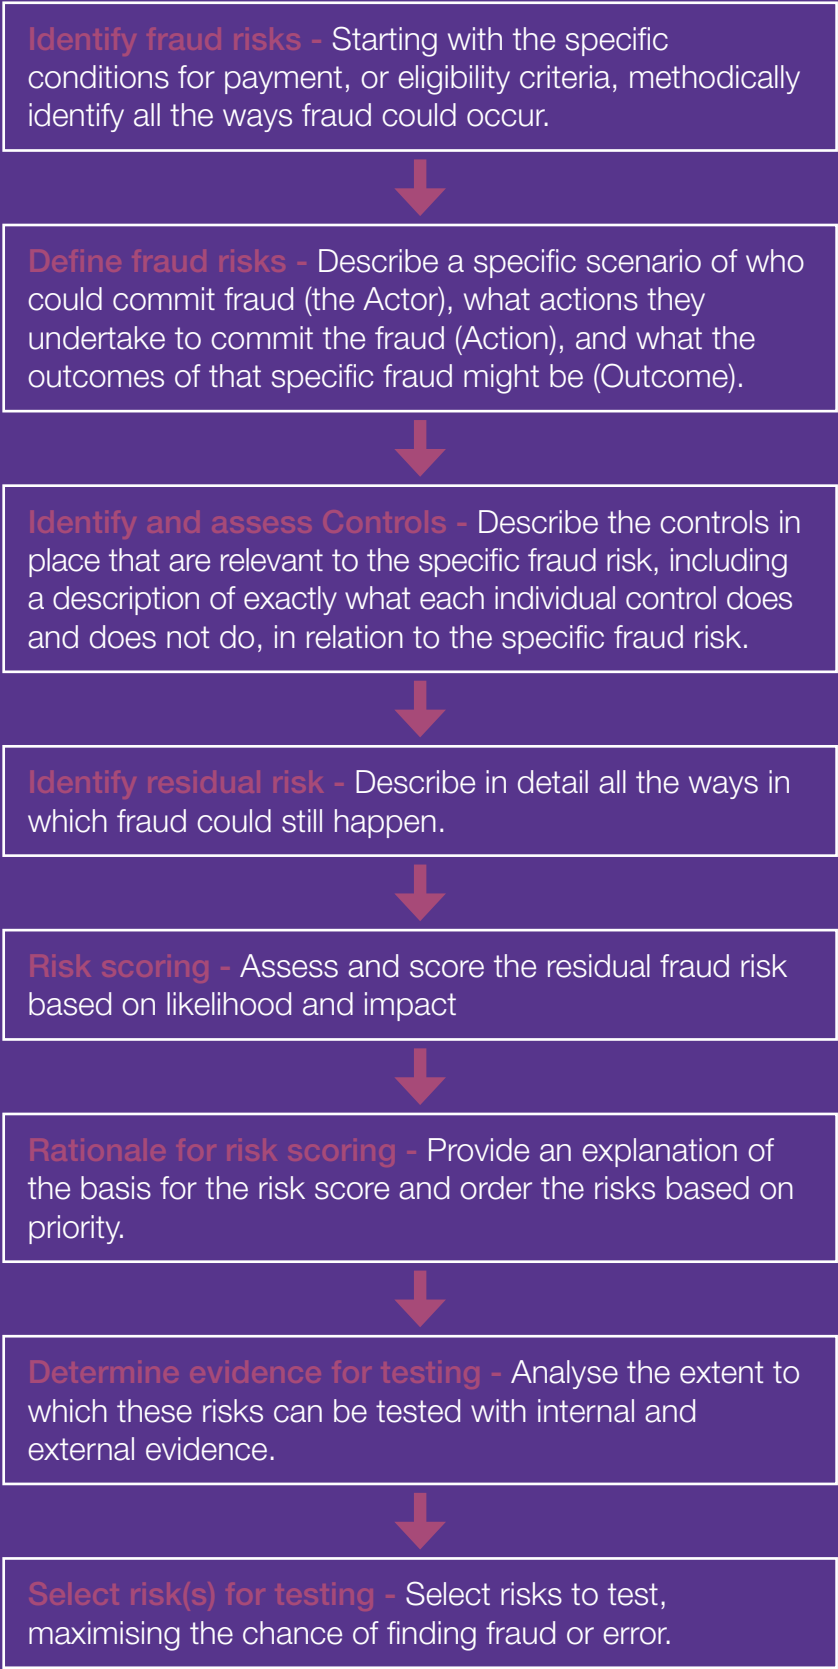 Identify fraud risks - Starting with the specific
conditions for payment, or eligibility criteria, methodically
identify all the ways fraud could occur.
Define fraud risks - Describe a specific scenario of who
could commit fraud (the Actor), what actions they
undertake to commit the fraud (Action), and what the
outcomes of that specific fraud might be (Outcome).
Identify and assess Controls - Describe the controls in
place that are relevant to the specific fraud risk, including
a description of exactly what each individual control does
and does not do, in relation to the specific fraud risk.
Identify residual risk - Describe in detail all the ways in
which fraud could still happen.
Risk scoring - Assess and score the residual fraud risk
based on likelihood and impact
Rationale for risk scoring - Provide an explanation of
the basis for the risk score and order the risks based on
priority.
Determine evidence for testing - Analyse the extent to
which these risks can be tested with internal and
external evidence.
Select risk(s) for testing - Select risks to test,
maximising the chance of finding fraud or error.